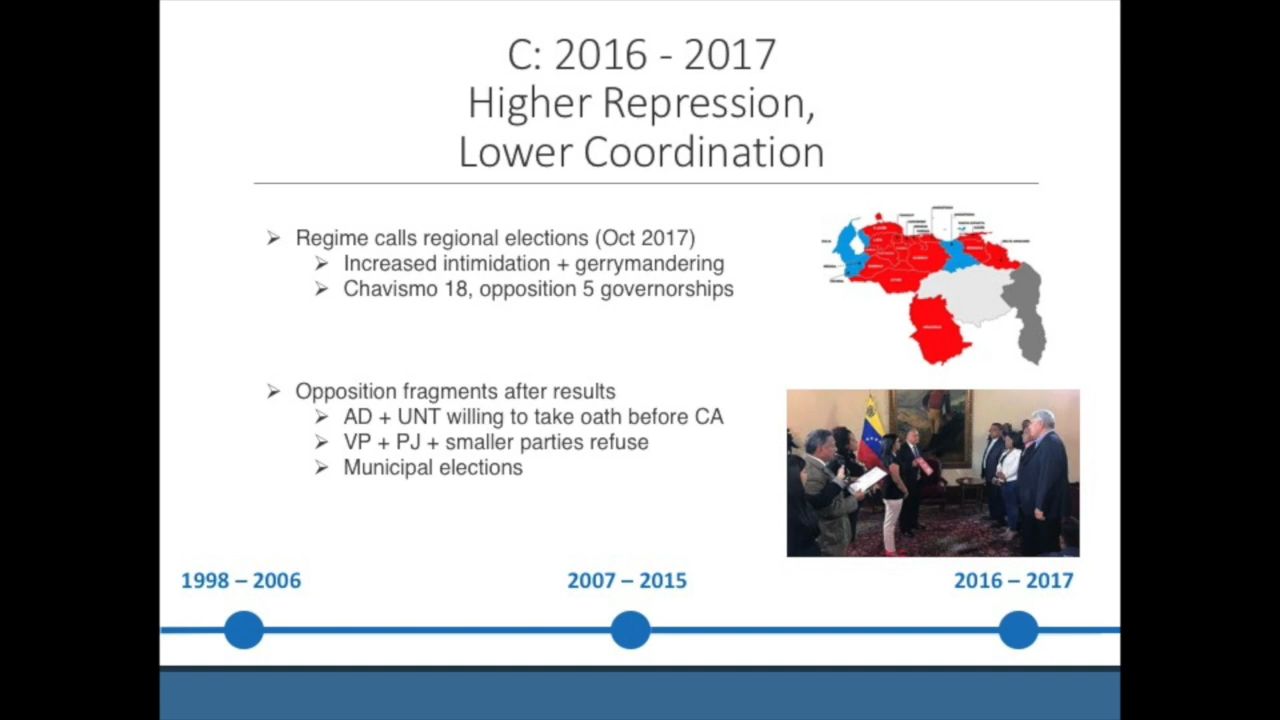 C: 2016 - 2017
Higher Repression,
Lower Coordination
Regime calls regional elections (Oct 2017)
Increased intimidation + gerrymandering
Chavismo 18, opposition 5 governorships
Opposition fragments after results
AD + UNT willing to take oath before CA
VP + PJ + smaller parties refuse
Municipal elections
1998 – 2006
2007 – 2015
2016 – 2017